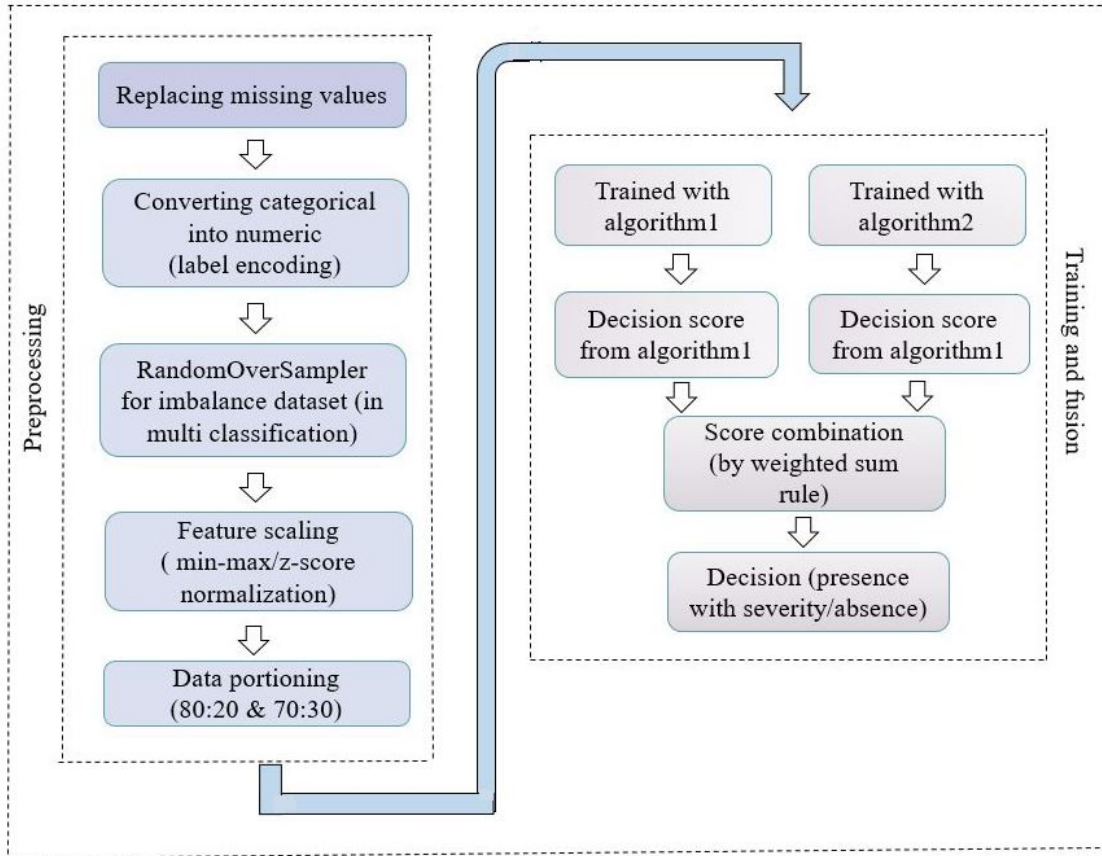 Preprocessing
Replacing missing values
Converting categorical
into numeric
(label encoding)
RandomOverSampler
for imbalance dataset (in
multi classification)
Feature scaling
( min-max/z-score
normalization)
Data portioning
(80:20 & 70:30)
Trained with
algorithm1
Trained with
algorithm2
Decision score
from algorithm1
Decision score
from algorithm1
Score combination
(by weighted sum
rule)
Decision (presence
with severity/absence)
Training and fusion